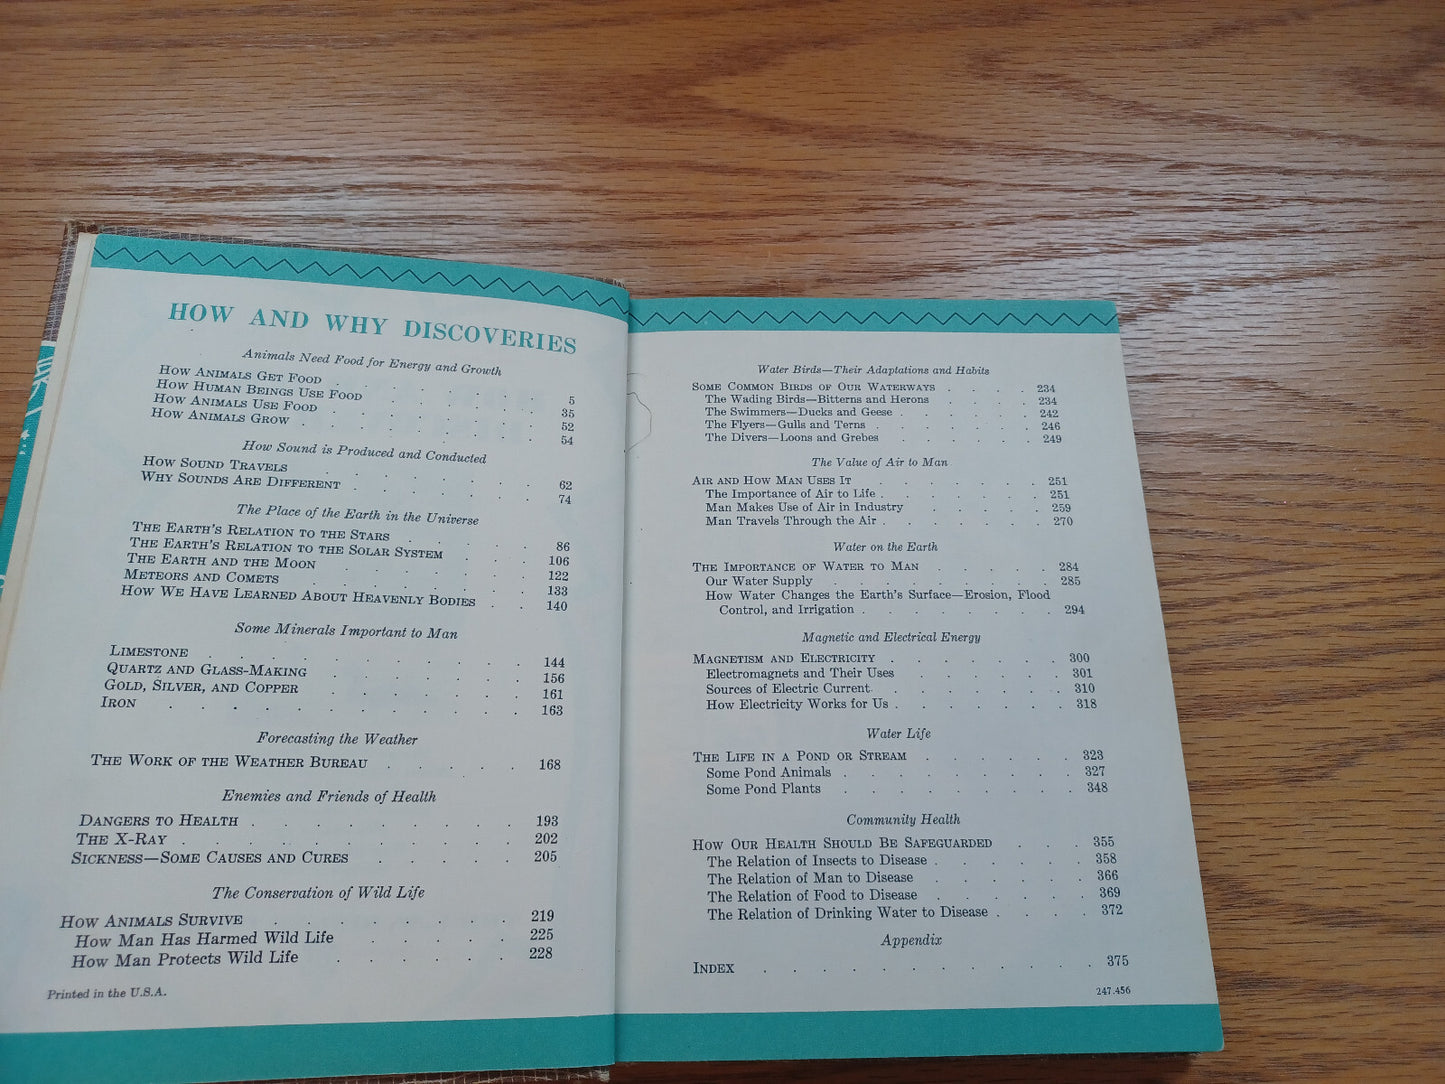 HOW AND WHY DISCOVERIES
Animals Need Food for Energy and Growth
HOW ANIMALS GET FOOD . . . . . . . . 5
HOW HUMAN BEINGS USE FOOD . . . . . . 35
HOW ANIMALS USE FOOD . . . . . . . . 52
HOW ANIMALS GROW . . . . . . . . . 54
How Sound is Produced and Conducted
HOW SOUND TRAVELS . . . . . . . . 62
WHY SOUNDS ARE DIFFERENT . . . . . . . 74
The Place of the Earth in the Universe
THE EARTH'S RELATION TO THE STARS . . . . 86
THE EARTH'S RELATION TO THE SOLAR SYSTEM . . . 106
THE EARTH AND THE MOON . . . . . . . 122
METEORS AND COMETS . . . . . . . . 133
HOW WE HAVE LEARNED ABOUT HEAVENLY BODIES . . 140
Some Minerals Important to Man
LIMESTONE . . . . . . . . . . . 144
QUARTZ AND GLASS-MAKING . . . . . . . 156
GOLD, SILVER, AND COPPER . . . . . . . 161
IRON . . . . . . . . . . . . 163
Forecasting the Weather
THE WORK OF THE WEATHER BUREAU . . . . . 168
Enemies and Friends of Health
DANGERS TO HEALTH . . . . . . . . . 193
THE X-RAY . . . . . . . . . . . 202
SICKNESS—SOME CAUSES AND CURES . . . . . 205
The Conservation of Wild Life
HOW ANIMALS SURVIVE . . . . . . . . 219
How Man Has Harmed Wild Life . . . . . 225
How Man Protects Wild Life . . . . . . 228
Printed in the U.S.A.
Water Birds—Their Adaptations and Habits
SOME COMMON BIRDS OF OUR WATERWAYS . . . . 234
The Wading Birds—Bitterns and Herons . . . . 234
The Swimmers—Ducks and Geese . . . . . . 242
The Flyers—Gulls and Terns . . . . . . . 246
The Divers—Loons and Grebes . . . . . . 249
The Value of Air to Man
AIR AND HOW MAN USES IT . . . . . . 251
The Importance of Air to Life . . . . . . . 251
Man Makes Use of Air in Industry . . . . . 259
Man Travels Through the Air . . . . . . 270
Water on the Earth
THE IMPORTANCE OF WATER TO MAN . . . . . 284
Our Water Supply . . . . . . . . 285
How Water Changes the Earth's Surface—Erosion, Flood
Control, and Irrigation . . . . . . . . 294
Magnetic and Electrical Energy
MAGNETISM AND ELECTRICITY . . . . . . 300
Electromagnets and Their Uses . . . . . 301
Sources of Electric Current . . . . . . . 310
How Electricity Works for Us . . . . . . . 318
Water Life
THE LIFE IN A POND OR STREAM . . . . . . 323
Some Pond Animals . . . . . . . . . 327
Some Pond Plants . . . . . . . . . 348
Community Health
HOW OUR HEALTH SHOULD BE SAFEGUARDED . . . 355
The Relation of Insects to Disease . . . . . . 358
The Relation of Man to Disease . . . . . 366
The Relation of Food to Disease . . . . . 369
The Relation of Drinking Water to Disease . . . . 372
Appendix
INDEX . . . . . . . . . . . . 375
247.456